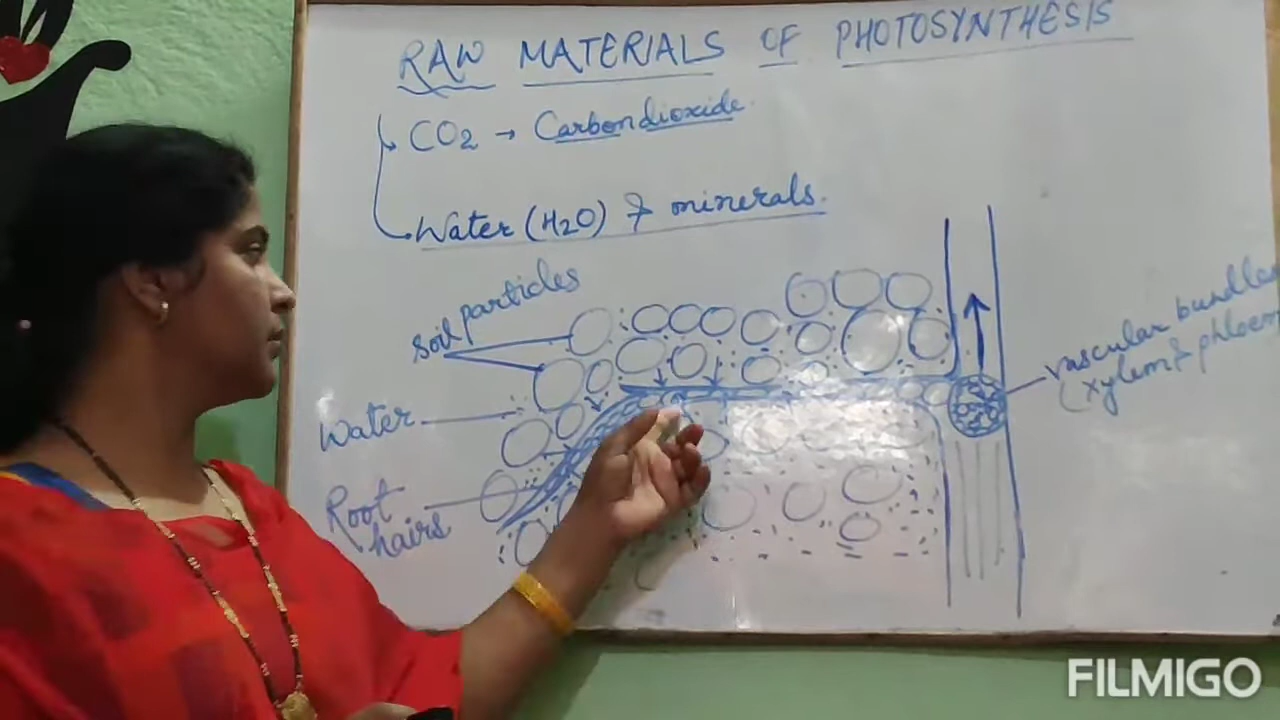 RAW MATERIALS OF PHOTOSYNTHESIS
CO2 → Carbondioxide.
Water (H2O) & minerals.
soil particles
Water
Root
hairs
vascular bundles
(xylem & phloem
FILMIGO